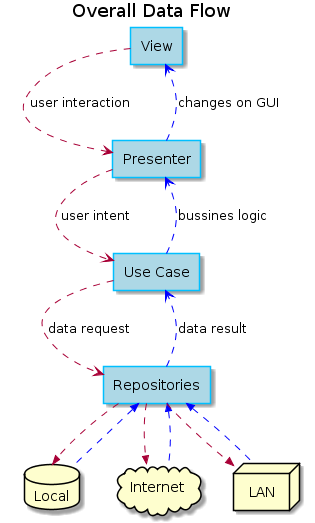 Overall Data Flow
View
user interaction
changes on GUI
Presenter
user intent
bussines logic
Use Case
data request
data result
Repositories
Local
Internet
LAN